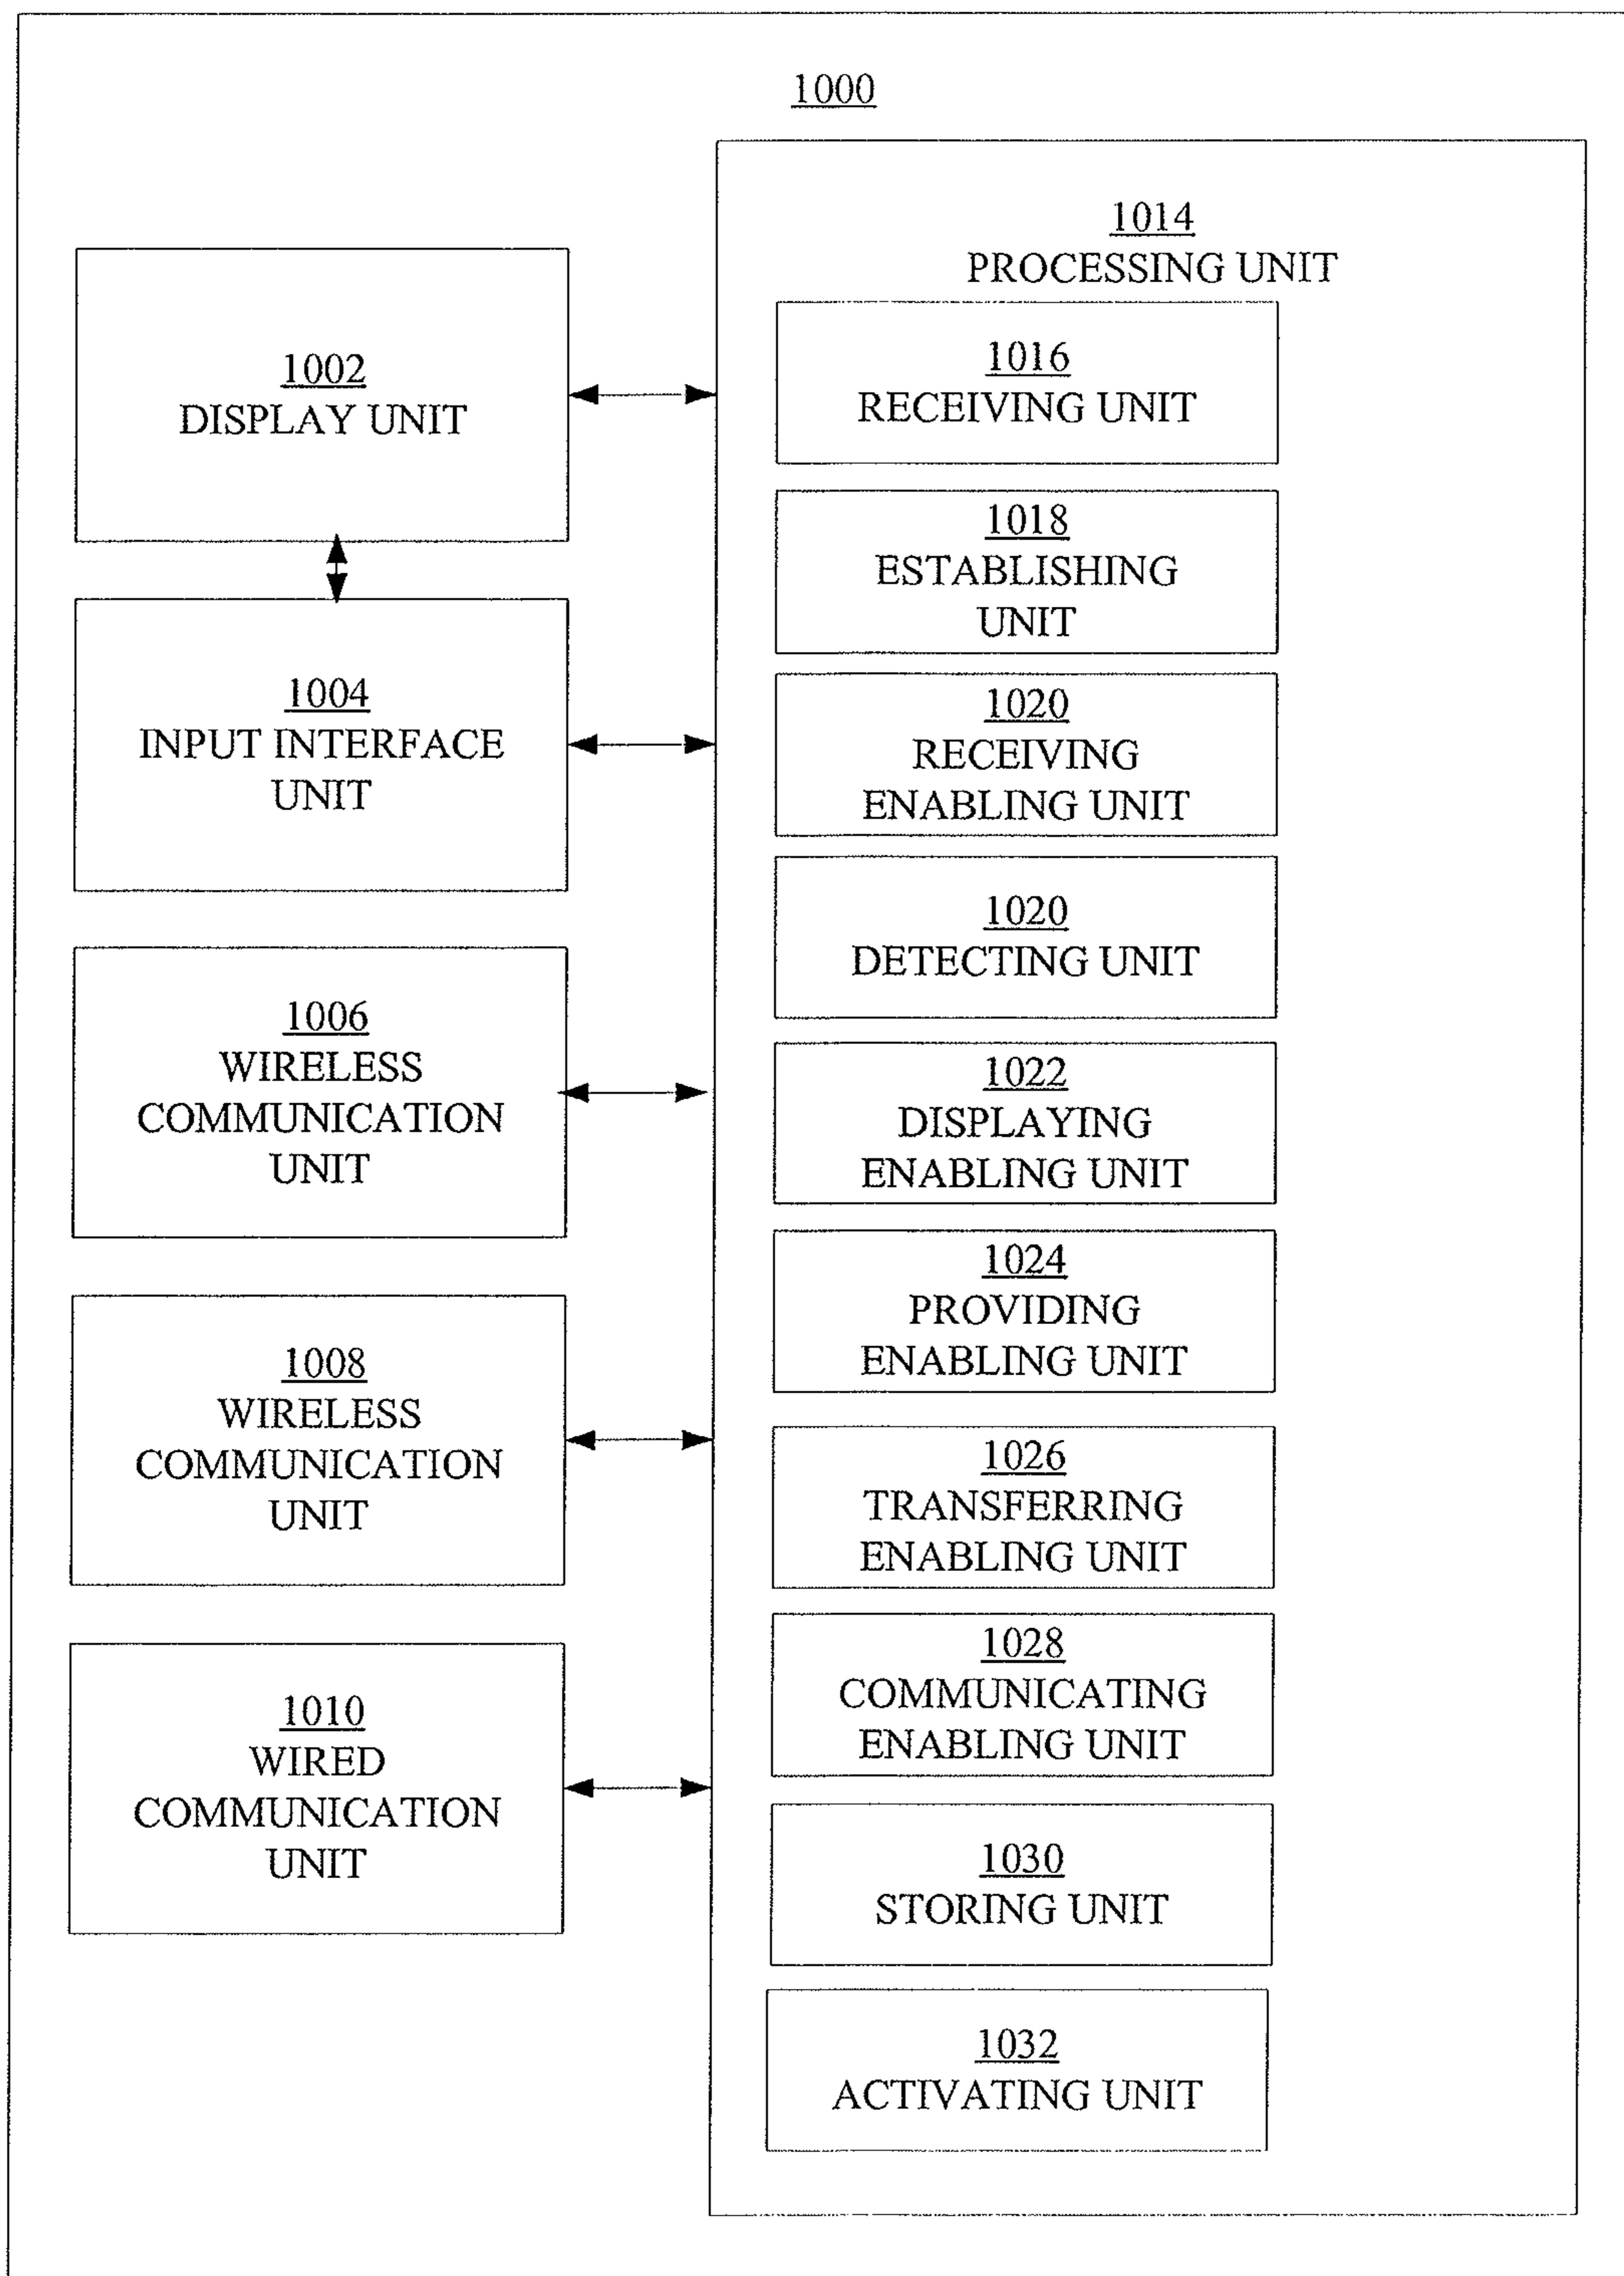 1000
1002
DISPLAY UNIT
1004
INPUT INTERFACE
UNIT
1006
WIRELESS
COMMUNICATION
UNIT
1008
WIRELESS
COMMUNICATION
UNIT
1010
WIRED
COMMUNICATION
UNIT
1014
PROCESSING UNIT
1016
RECEIVING UNIT
1018
ESTABLISHING
UNIT
1020
RECEIVING
ENABLING UNIT
1020
DETECTING UNIT
1022
DISPLAYING
ENABLING UNIT
1024
PROVIDING
ENABLING UNIT
1026
TRANSFERRING
ENABLING UNIT
1028
COMMUNICATING
ENABLING UNIT
1030
STORING UNIT
1032
ACTIVATING UNIT